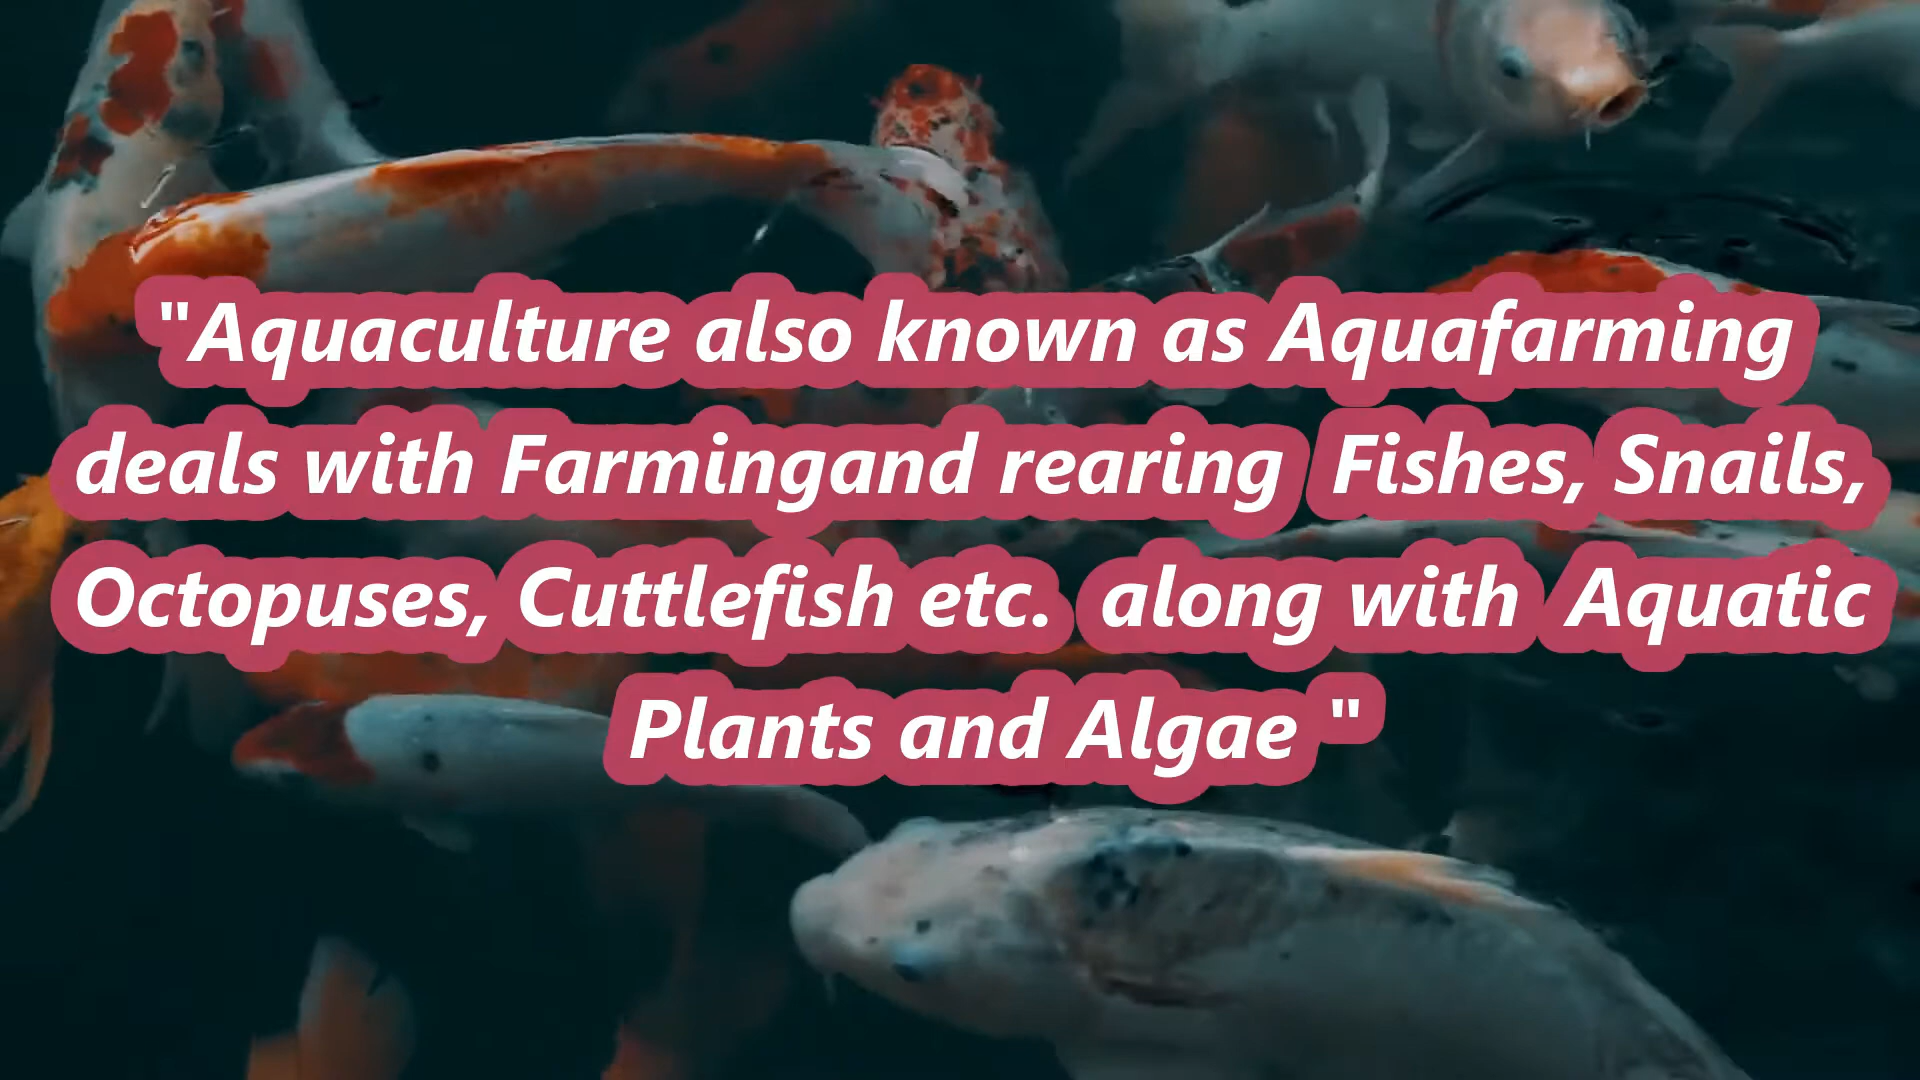 "Aquaculture also known as Aquafarming
deals with Farmingand rearing  Fishes, Snails,
Octopuses, Cuttlefish etc.  along with  Aquatic
Plants and Algae "